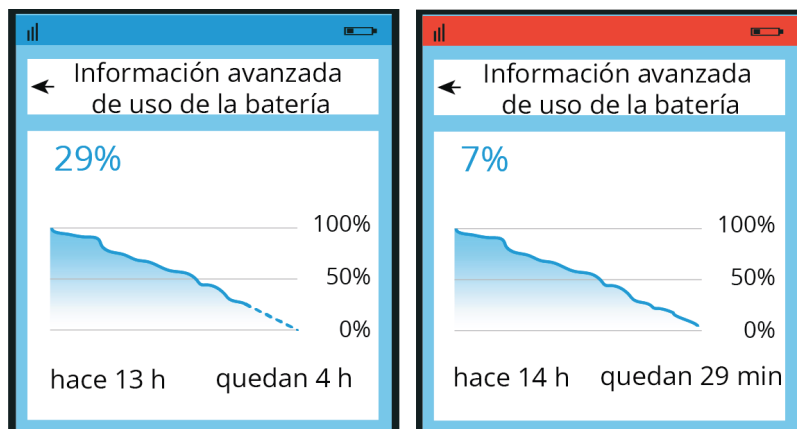 Información avanzada
de uso de la batería
29%
100%
50%
0%
hace 13 h quedan 4 h
Información avanzada
de uso de la batería
7%
100%
50%
0%
hace 14 h quedan 29 min